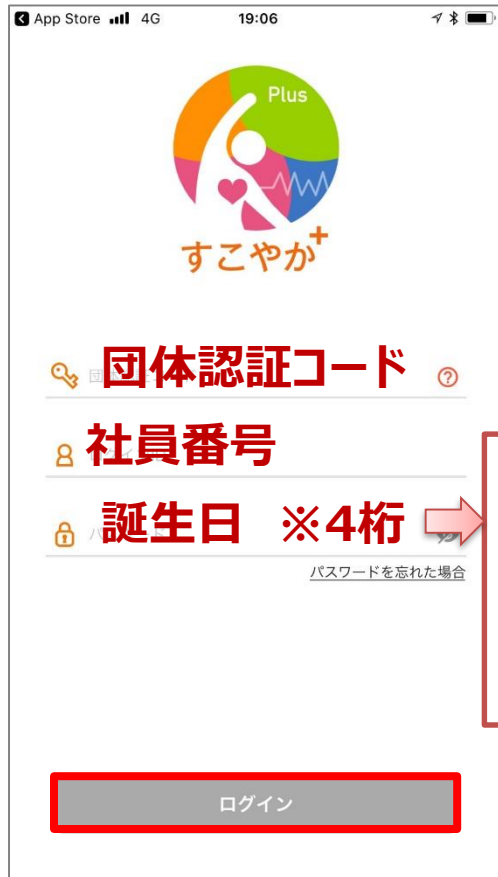 App Store 4G 19:06
Plus
すこやか+
団体認証コード
社員番号
誕生日 ※4桁
パスワードを忘れた場合
ログイン